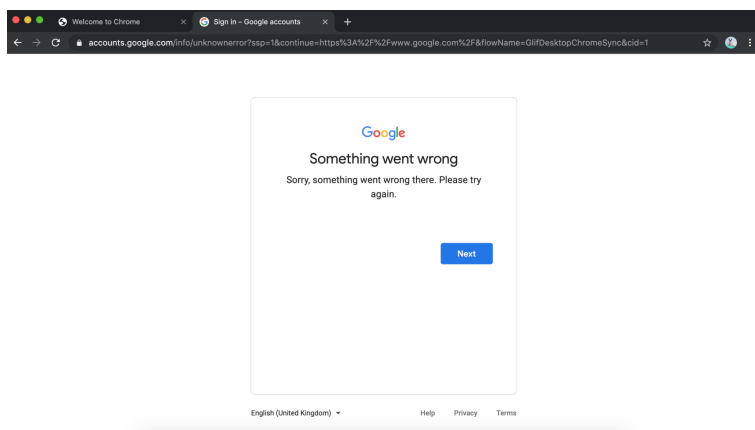 Welcome to Chrome
Sign in – Google accounts
accounts.google.com/info/unknownerror?ssp=1&continue=https%3A%2F%2Fwww.google.com%2F&flowName=GlifDesktopChromeSync&cid=1
Google
Something went wrong
Sorry, something went wrong there. Please try
again.
Next
English (United Kingdom)
Help Privacy Terms